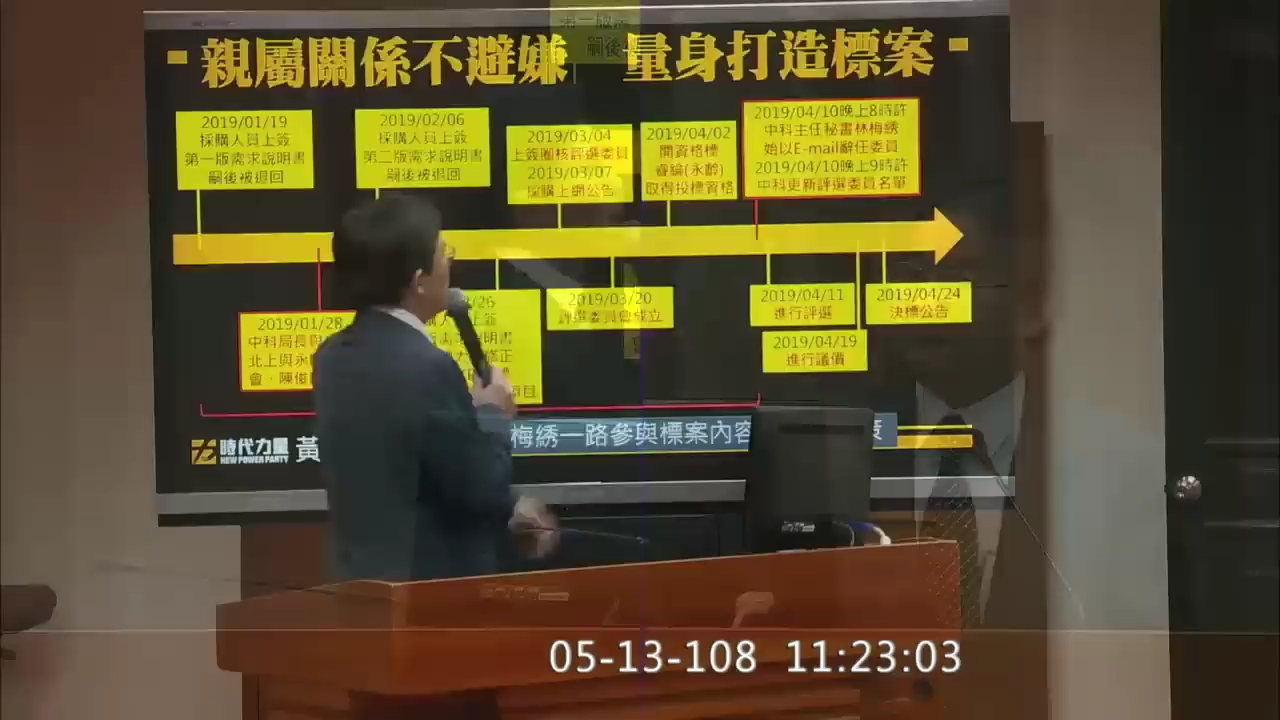 親屬關係不避嫌 量身打造標案
2019/01/19
採購人員上簽
第一版需求說明書
嗣後被退回
2019/02/06
採購人員上簽
第二版需求說明書
嗣後被退回
2019/03/04
上簽圈核評選委員
2019/03/07
採購上網公告
2019/04/02
開資格標
睿綸(永齡)
取得投標資格
2019/04/10晚上8時許
中科主任秘書林梅綉
始以E-mail辭任委員
2019/04/10晚上9時許
中科更新評選委員名單
2019/01/28
中科局長與
北上與永
會，陳俊
/26
上簽
明書
修正
項目
2019/03/20
評選委員會成立
2019/04/11
進行評選
2019/04/19
進行議價
2019/04/24
決標公告
梅綉一路參與標案內容
時代力量
NEW POWER PARTY
黃
05-13-108 11:23:03